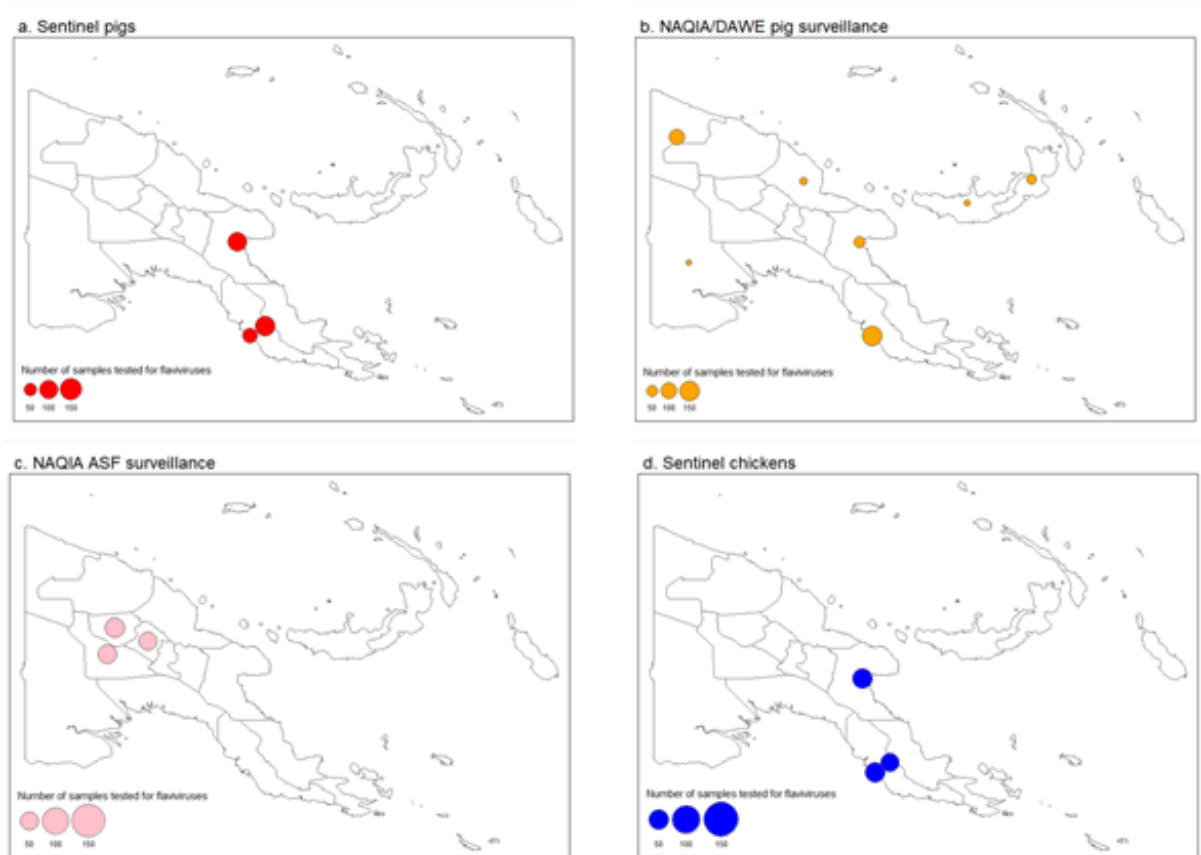 a. Sentinel pigs
Number of samples tested for flaviviruses
50 100 150
b. NAQIA/DAWE pig surveillance
Number of samples tested for flaviviruses
50 100 150
c. NAQIA ASF surveillance
Number of samples tested for flaviviruses
50 100 150
d. Sentinel chickens
Number of samples tested for flaviviruses
50 100 150